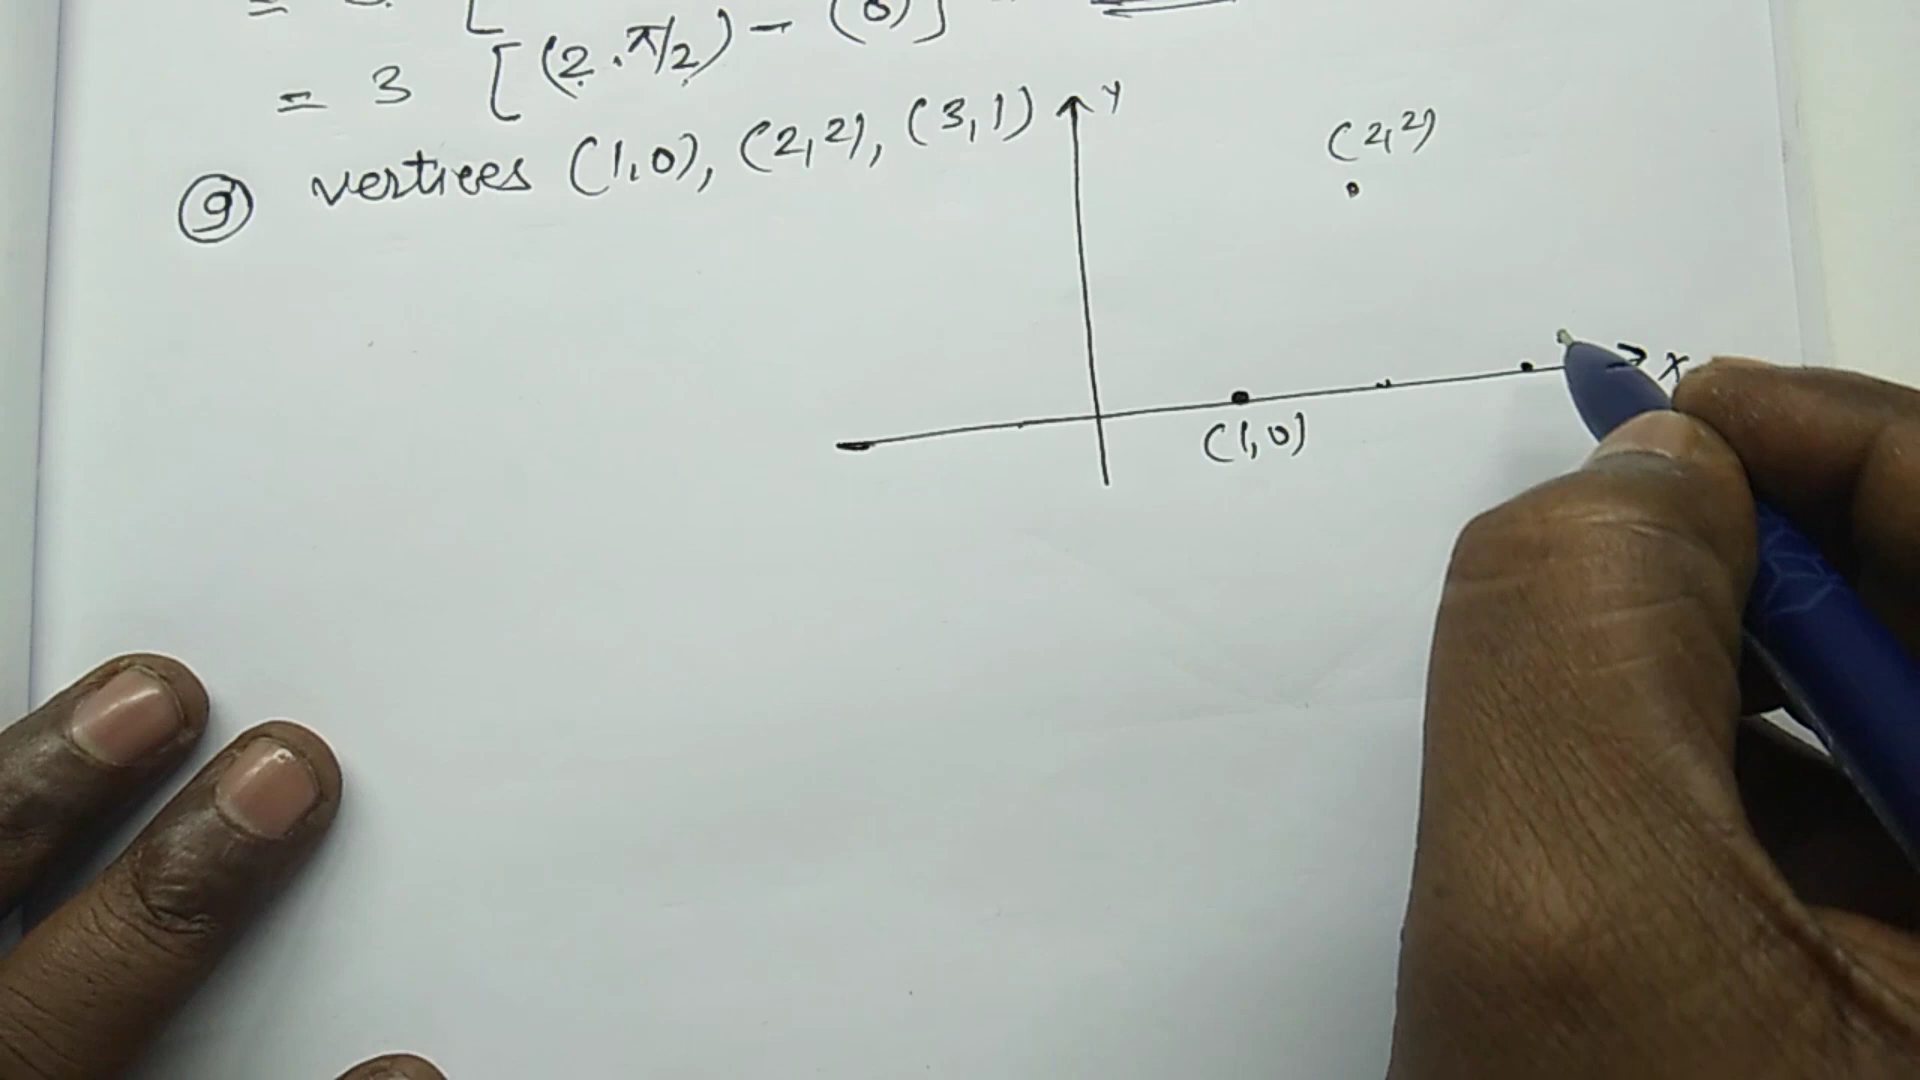 = 3 [(2.π/2) - (0)]
⑨ vertices (1,0), (2,2), (3,1)
Y
(2,2)
X
(1,0)